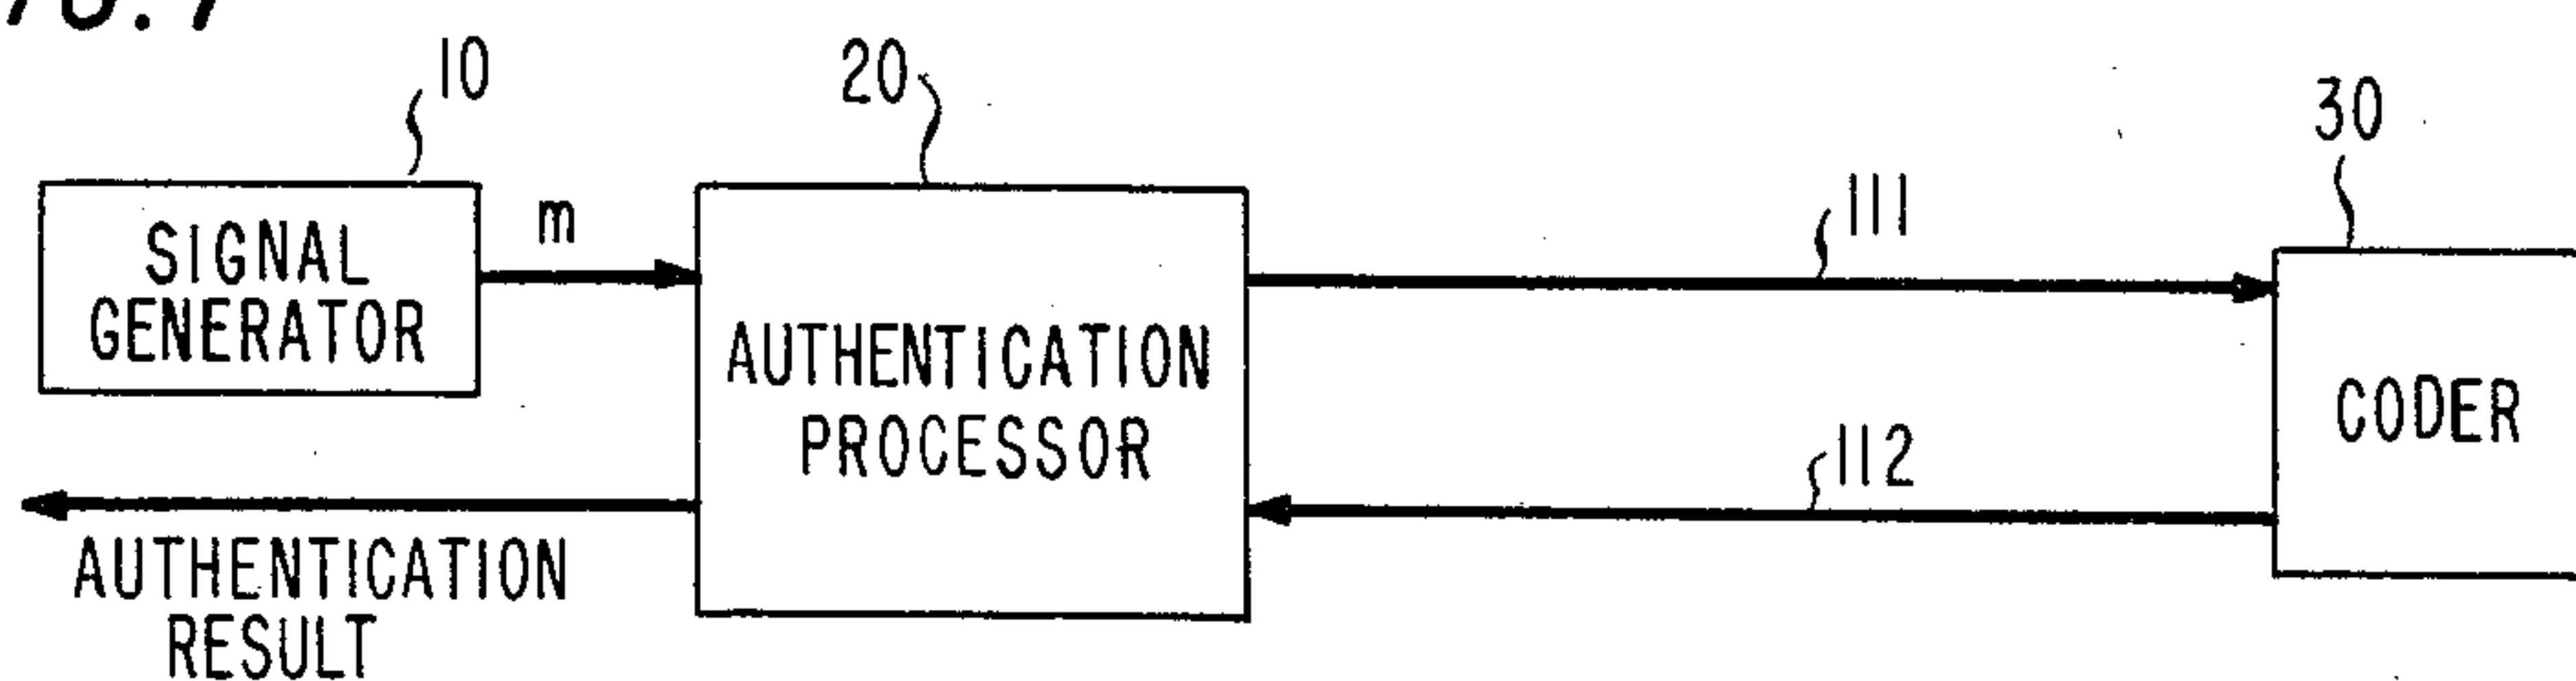 10
20
30
m
111
SIGNAL
GENERATOR
AUTHENTICATION
PROCESSOR
CODER
112
AUTHENTICATION
RESULT